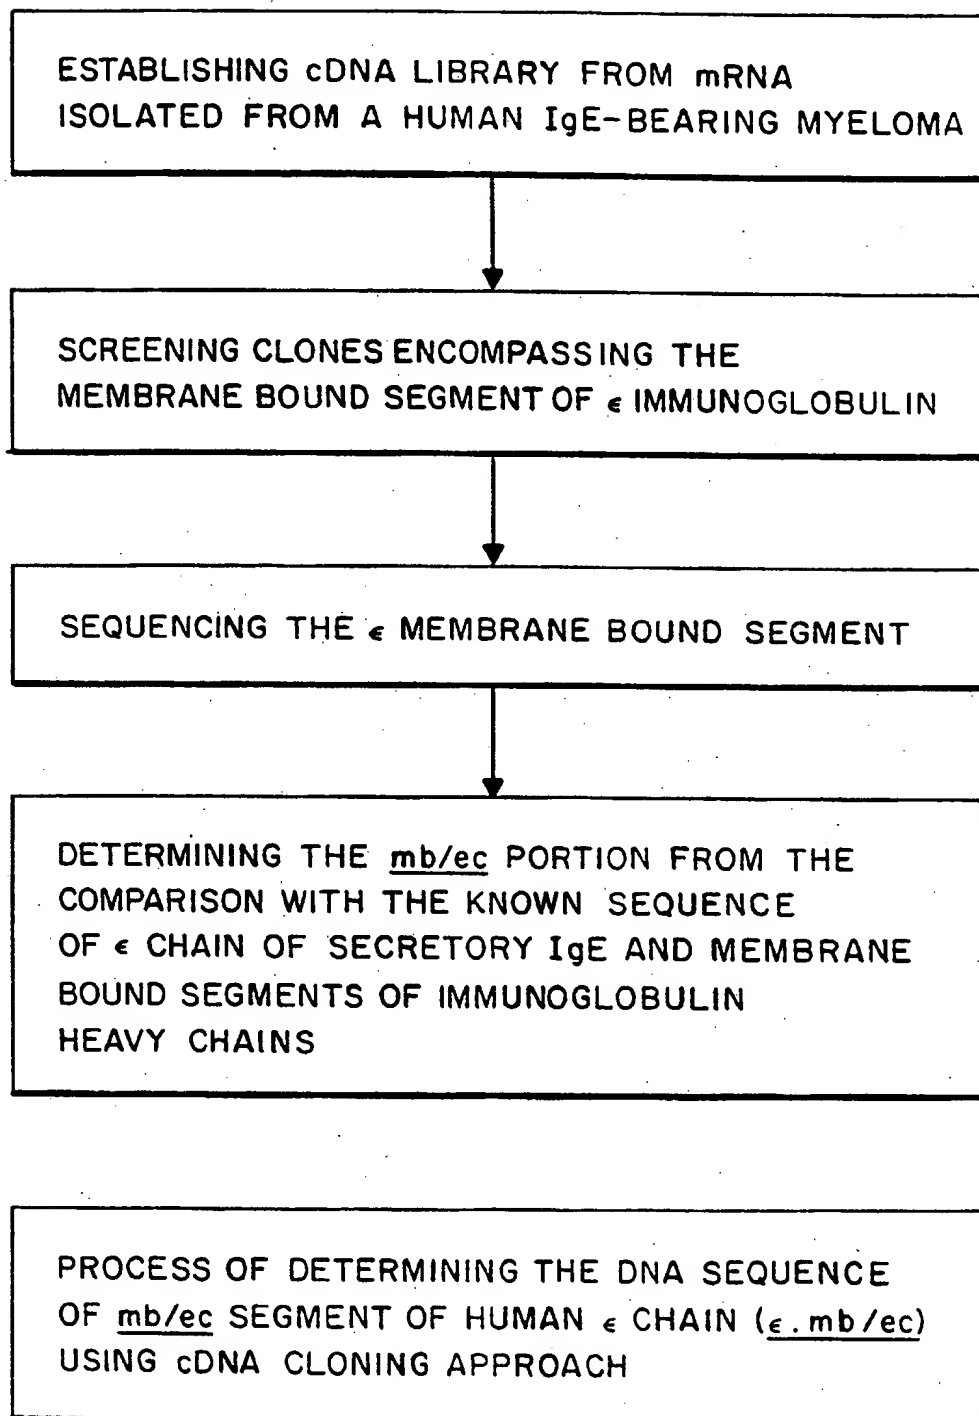 ESTABLISHING cDNA LIBRARY FROM mRNA
ISOLATED FROM A HUMAN IgE-BEARING MYELOMA
SCREENING CLONES ENCOMPASSING THE
MEMBRANE BOUND SEGMENT OF ϵ IMMUNOGLOBULIN
SEQUENCING THE ϵ MEMBRANE BOUND SEGMENT
DETERMINING THE mb/ec PORTION FROM THE
COMPARISON WITH THE KNOWN SEQUENCE
OF ϵ CHAIN OF SECRETORY IgE AND MEMBRANE
BOUND SEGMENTS OF IMMUNOGLOBULIN
HEAVY CHAINS
PROCESS OF DETERMINING THE DNA SEQUENCE
OF mb/ec SEGMENT OF HUMAN ϵ CHAIN (ϵ.mb/ec)
USING cDNA CLONING APPROACH